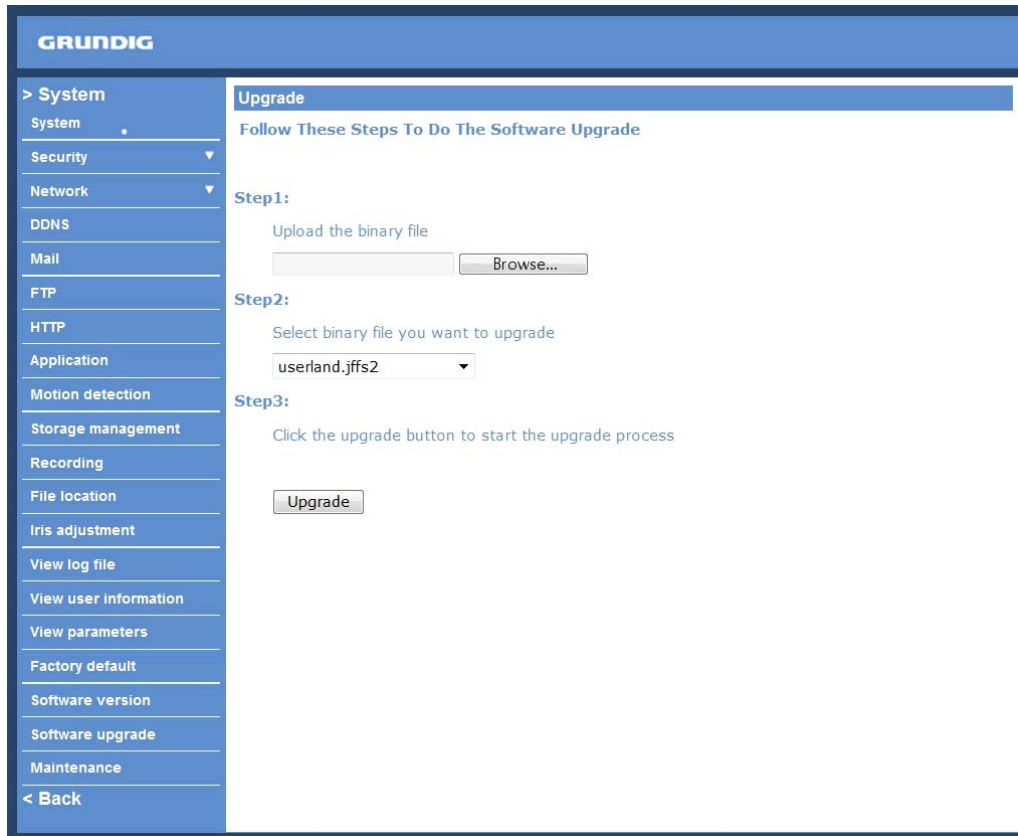 GRUNDIG
> System
System
Security
Network
DDNS
Mail
FTP
HTTP
Application
Motion detection
Storage management
Recording
File location
Iris adjustment
View log file
View user information
View parameters
Factory default
Software version
Software upgrade
Maintenance
< Back
Upgrade
Follow These Steps To Do The Software Upgrade
Step1:
Upload the binary file
Browse...
Step2:
Select binary file you want to upgrade
userland.jffs2
Step3:
Click the upgrade button to start the upgrade process
Upgrade